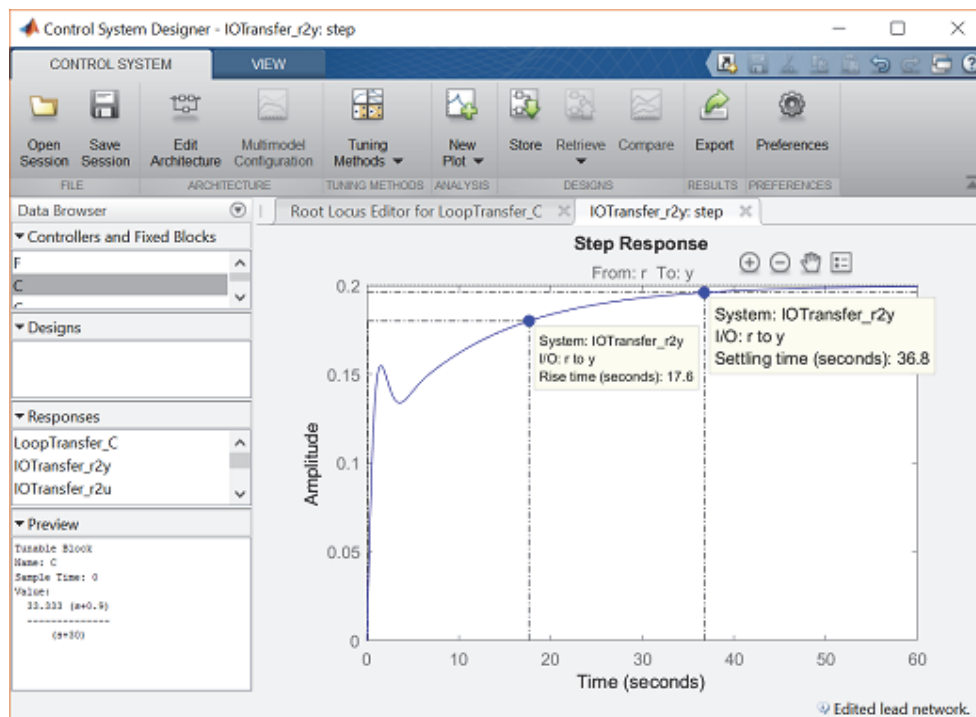 Control System Designer - IOTransfer_r2y: step
CONTROL SYSTEM
VIEW
Open Session
Save Session
Edit Architecture
Multimodel Configuration
Tuning Methods
New Plot
Store
Retrieve
Compare
Export
Preferences
FILE
ARCHITECTURE
TUNING METHODS
ANALYSIS
DESIGNS
RESULTS
PREFERENCES
Data Browser
Root Locus Editor for LoopTransfer_C
IOTransfer_r2y: step
Controllers and Fixed Blocks
F
C
Designs
Responses
LoopTransfer_C
IOTransfer_r2y
IOTransfer_r2u
Preview
Tunable Block
Name: C
Sample Time: 0
Value:
33.333 (s+0.9)
--------------
(s+30)
Step Response
From: r To: y
System: IOTransfer_r2y
I/O: r to y
Rise time (seconds): 17.6
System: IOTransfer_r2y
I/O: r to y
Settling time (seconds): 36.8
Amplitude
0.2
0.15
0.1
0.05
0
0
10
20
30
40
50
60
Time (seconds)
Edited lead network.